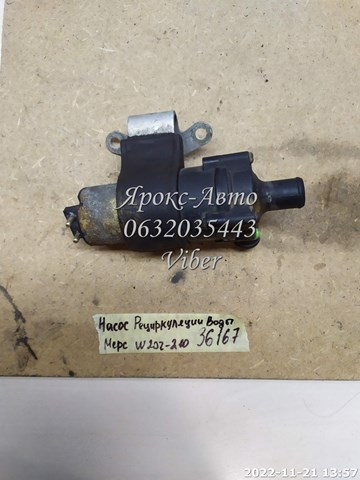 Ярокс-Авто
0632035443
Viber
Насос Рециркуляции Воды
Мерс W202-210 36167
2022-11-21 13:57